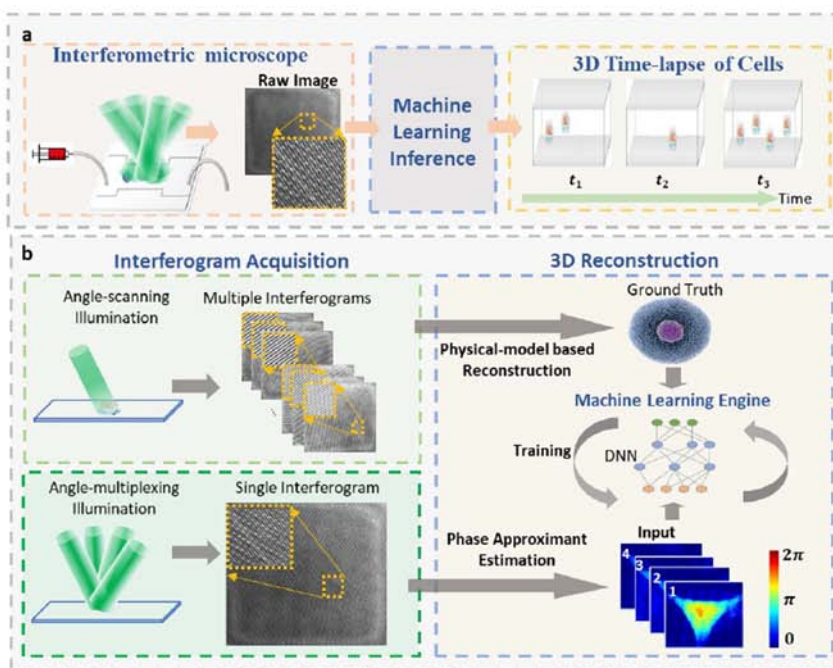 a
Interferometric microscope
Raw Image
Machine
Learning
Inference
3D Time-lapse of Cells
t₁
t₂
t₃
Time
b
Interferogram Acquisition
Angle-scanning
Illumination
Multiple Interferograms
Angle-multiplexing
Illumination
Single Interferogram
3D Reconstruction
Ground Truth
Physical-model based
Reconstruction
Machine Learning Engine
Training
DNN
Phase Approximant
Estimation
Input
4
3
2
1
2π
π
0